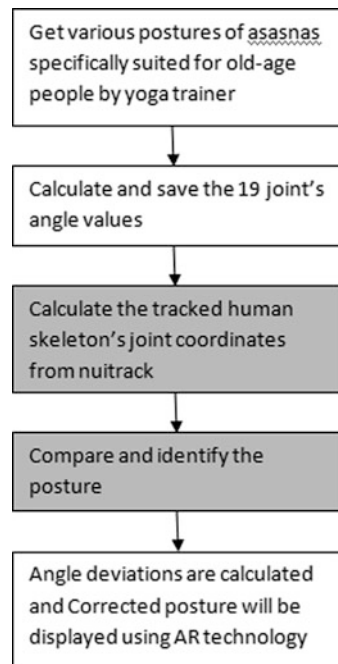 Get various postures of asasnas
specifically suited for old-age
people by yoga trainer
Calculate and save the 19 joint's
angle values
Calculate the tracked human
skeleton's joint coordinates
from nuitrack
Compare and identify the
posture
Angle deviations are calculated
and Corrected posture will be
displayed using AR technology